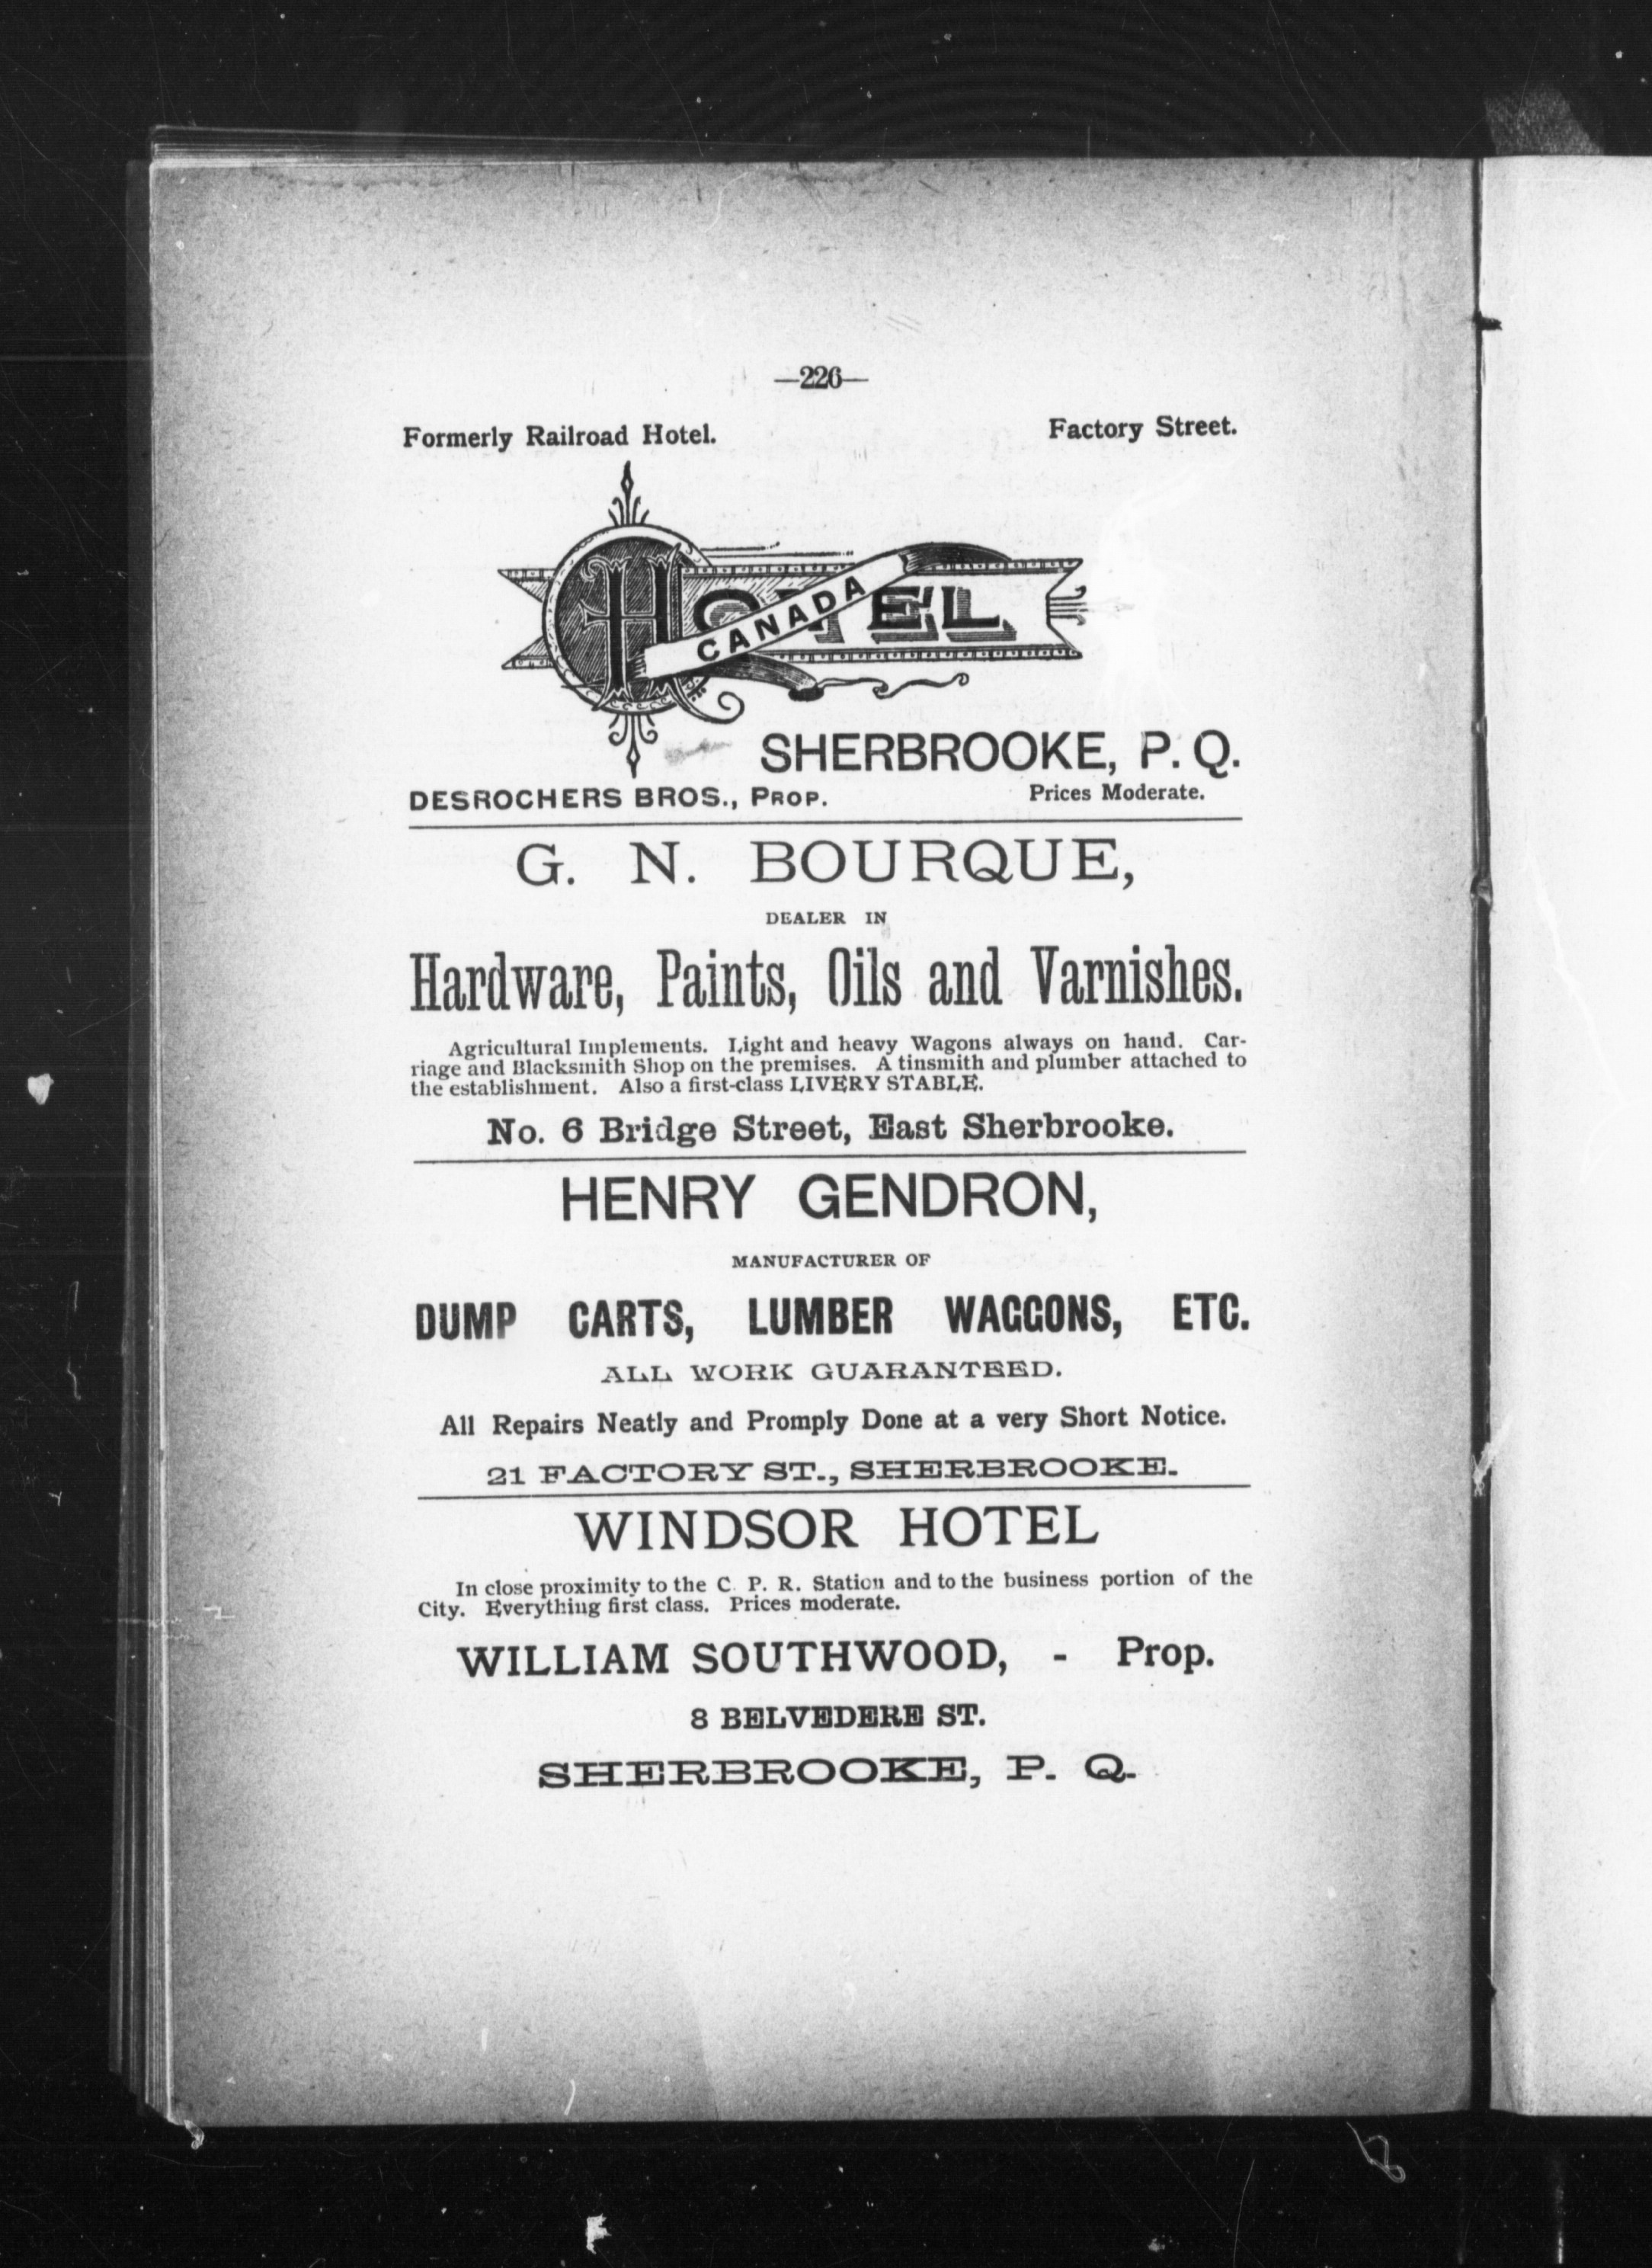 —226—
Formerly Railroad Hotel. Factory Street.
HOTEL
CANADA
SHERBROOKE, P. Q.
DESROCHERS BROS., PROP. Prices Moderate.
G. N. BOURQUE,
DEALER IN
Hardware, Paints, Oils and Varnishes.
Agricultural Implements. Light and heavy Wagons always on hand. Car-
riage and Blacksmith Shop on the premises. A tinsmith and plumber attached to
the establishment. Also a first-class LIVERY STABLE.
No. 6 Bridge Street, East Sherbrooke.
HENRY GENDRON,
MANUFACTURER OF
DUMP CARTS, LUMBER WAGGONS, ETC.
ALL WORK GUARANTEED.
All Repairs Neatly and Promply Done at a very Short Notice.
21 FACTORY ST., SHERBROOKE.
WINDSOR HOTEL
In close proximity to the C. P. R. Station and to the business portion of the
City. Everything first class. Prices moderate.
WILLIAM SOUTHWOOD, - Prop.
8 BELVEDERE ST.
SHERBROOKE, P. Q.